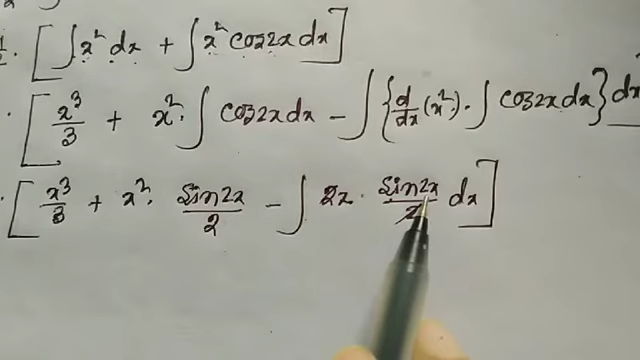 1/2 · [∫x² dx + ∫x² cos2x dx]
· [x³/3 + x²·∫cos2x dx − ∫{d/dx(x²)·∫cos2x dx}dx
· [x³/3 + x²· sin2x/2 − ∫ 2x · sin2x/2 dx]